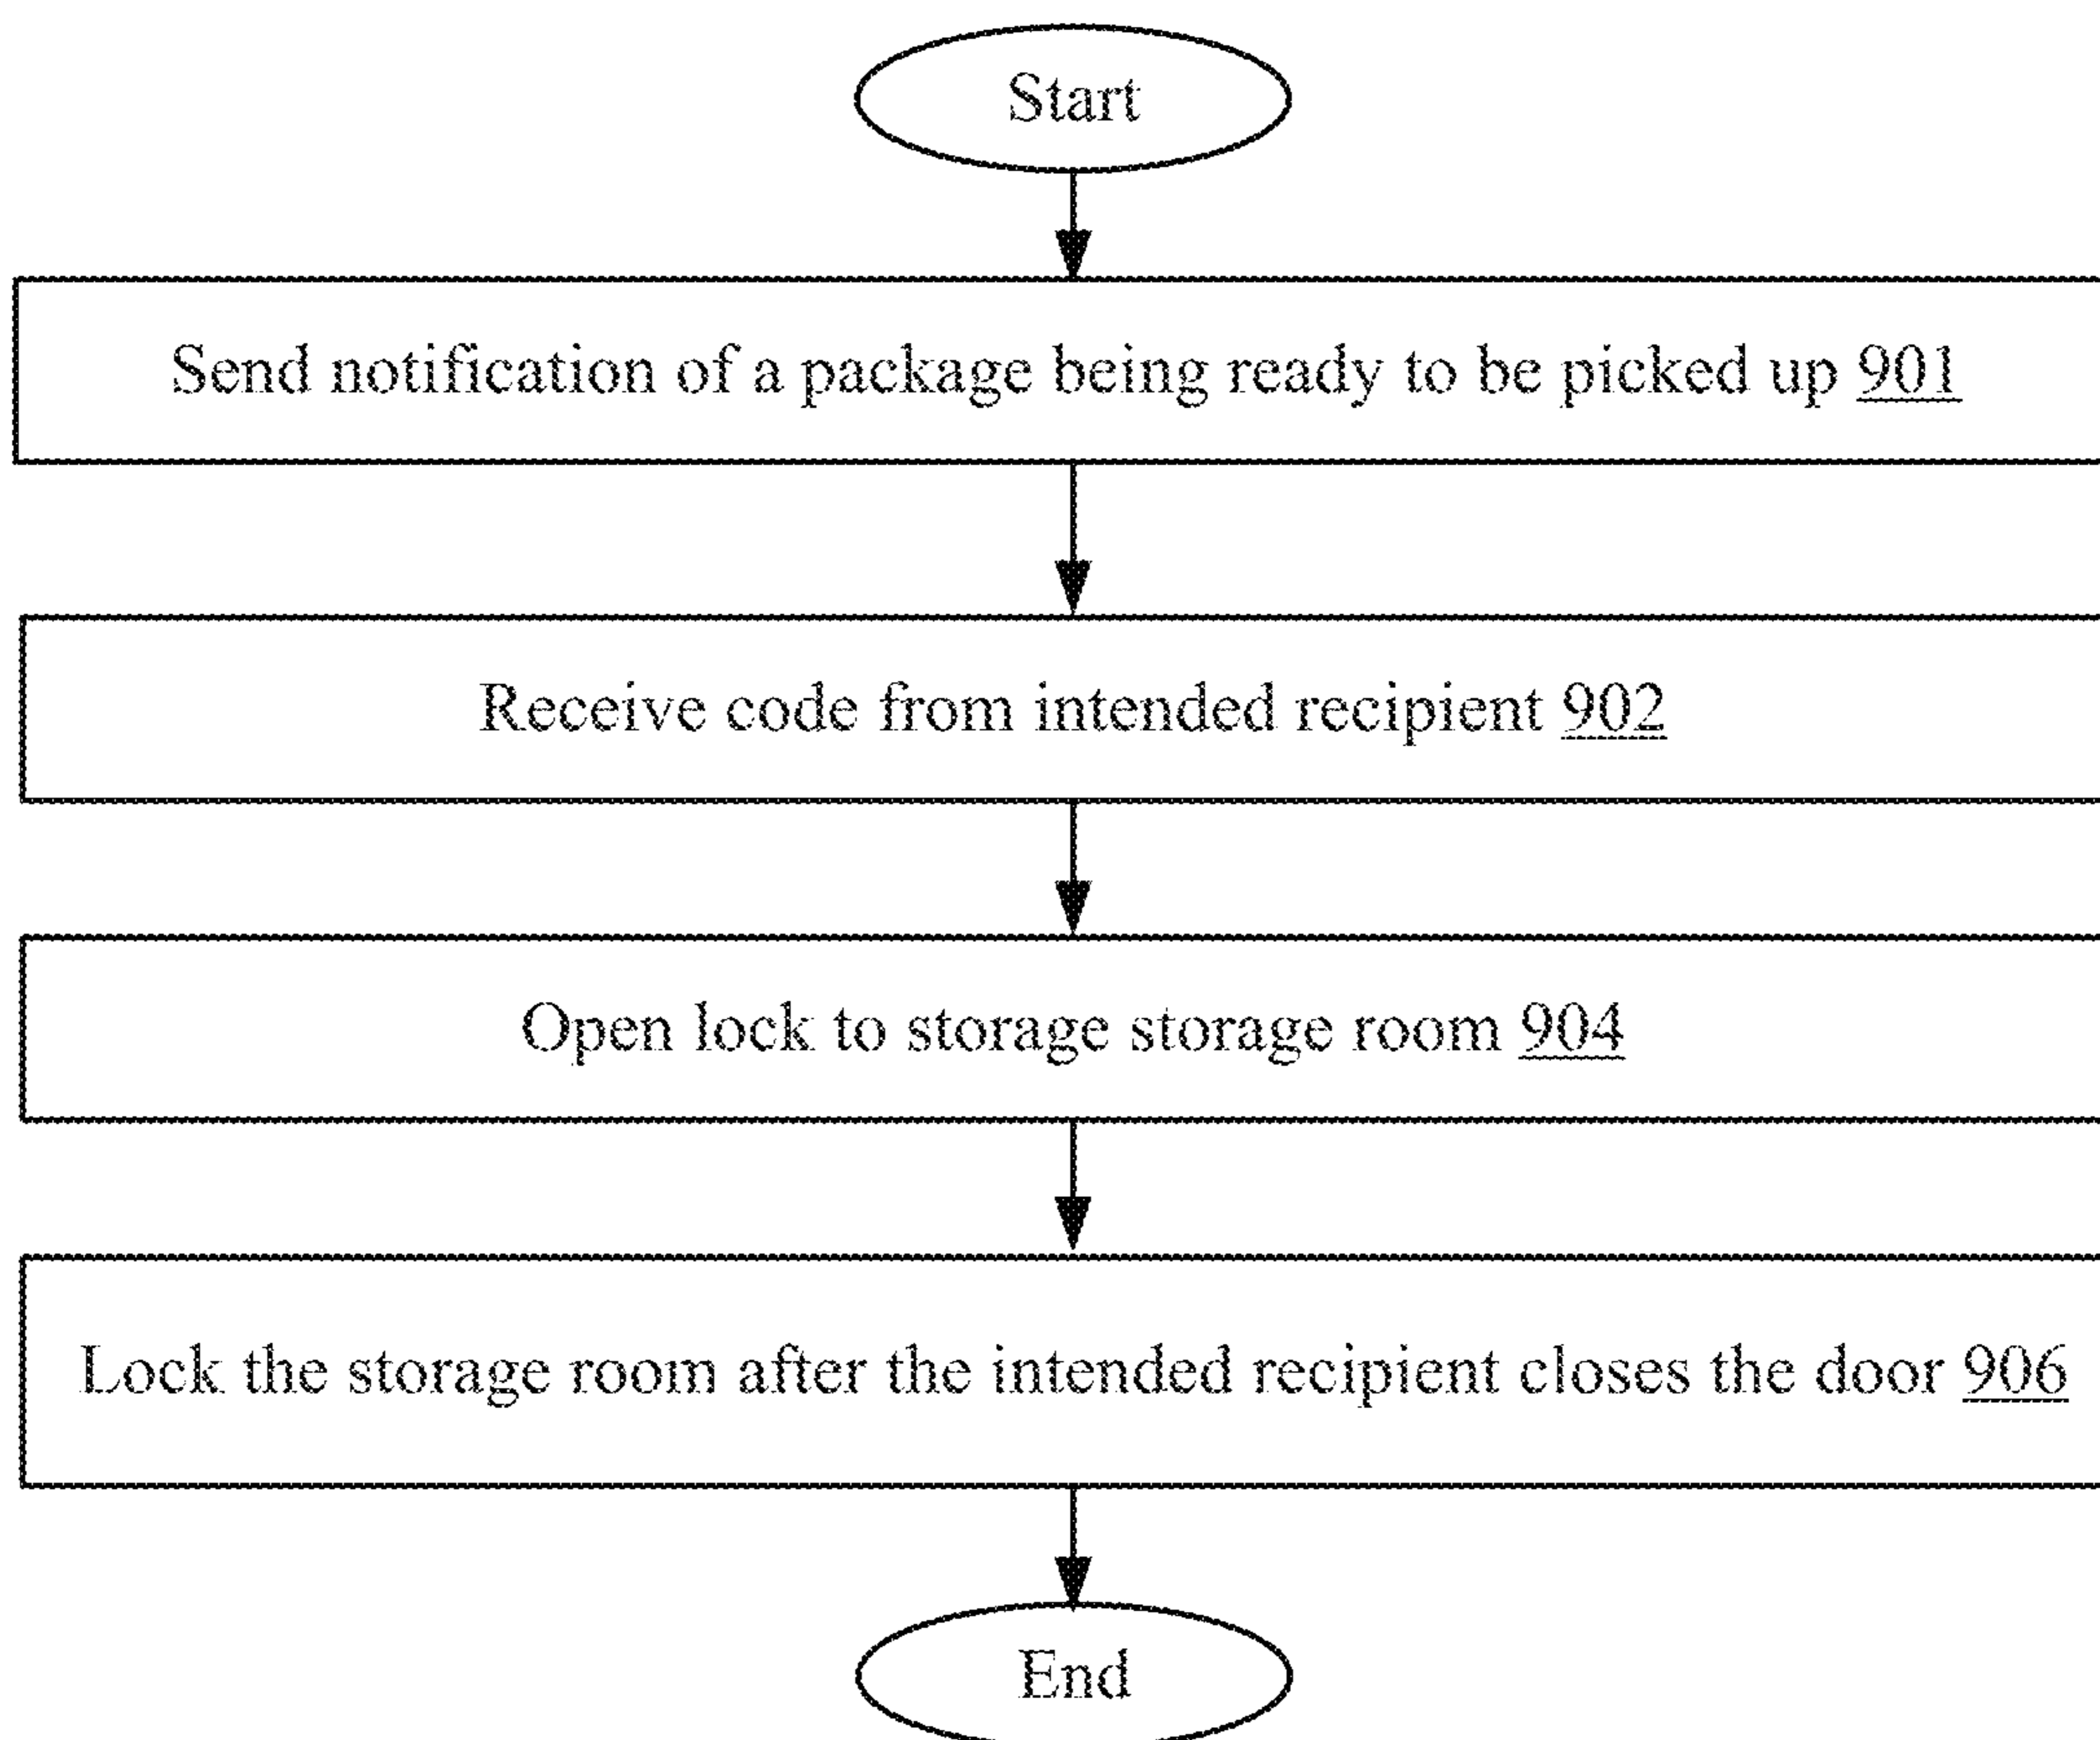 Start
Send notification of a package being ready to be picked up 901
Receive code from intended recipient 902
Open lock to storage storage room 904
Lock the storage room after the intended recipient closes the door 906
End